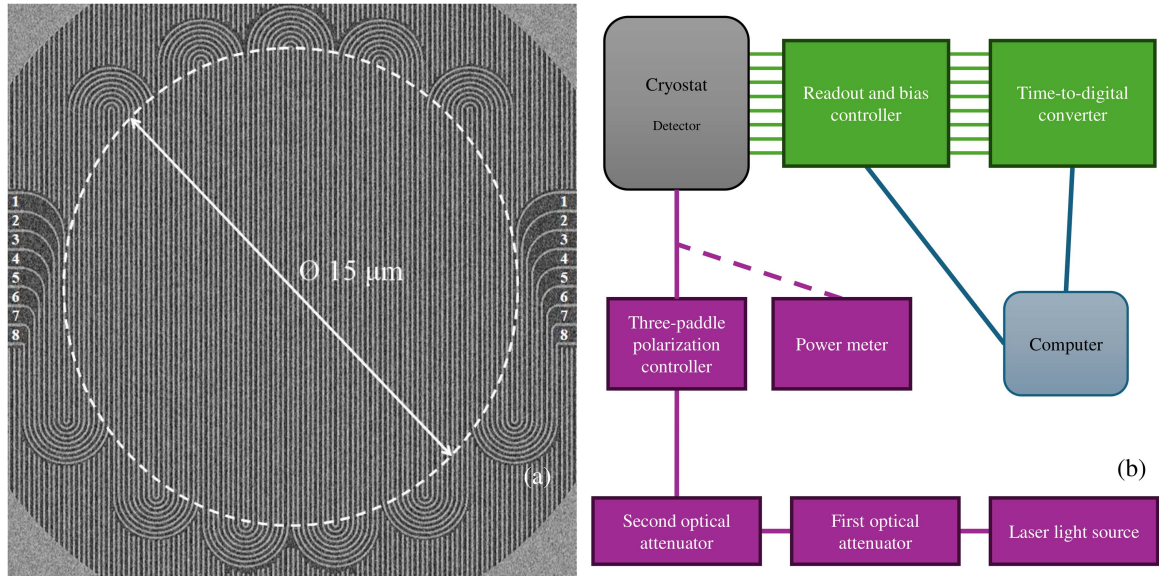 1
2
3
4
5
6
7
8
1
2
3
4
5
6
7
8
O 15 μm
(a)
Cryostat
Detector
Readout and bias
controller
Time-to-digital
converter
Three-paddle
polarization
controller
Power meter
Computer
(b)
Second optical
attenuator
First optical
attenuator
Laser light source